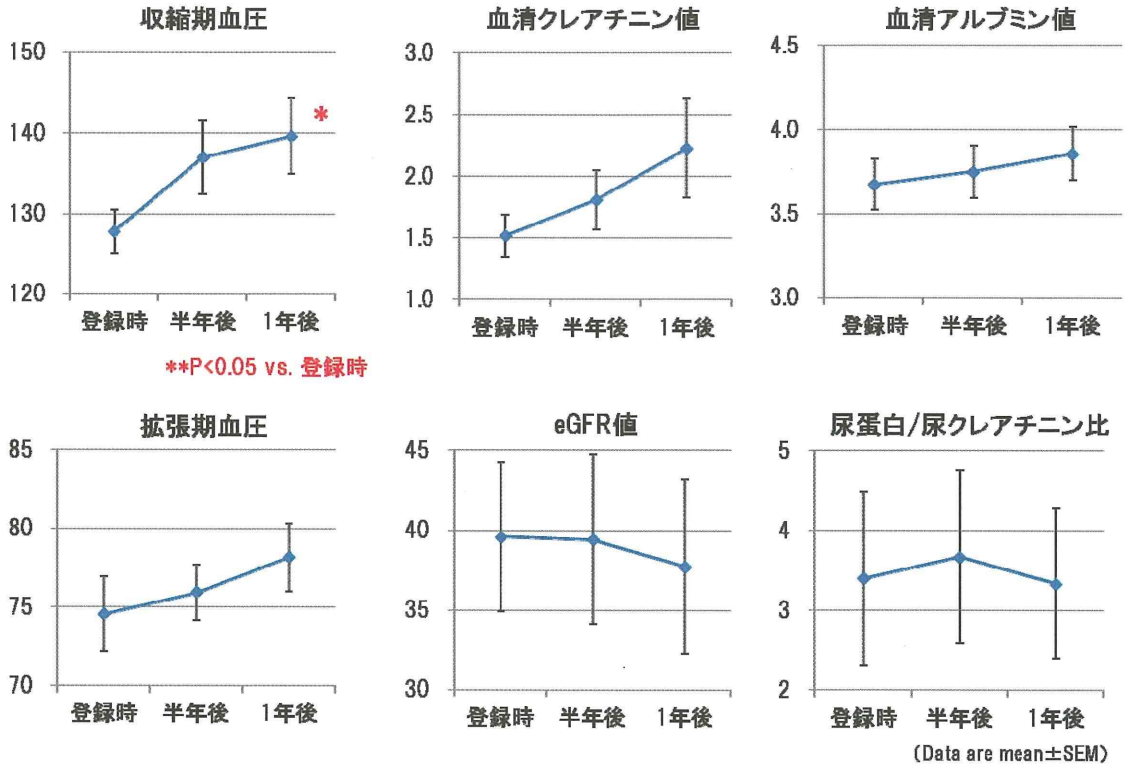 収縮期血圧
150
140
130
120
*
登録時 半年後 1年後
**P<0.05 vs. 登録時
血清クレアチニン値
3.0
2.5
2.0
1.5
1.0
登録時 半年後 1年後
血清アルブミン値
4.5
4.0
3.5
3.0
登録時 半年後 1年後
拡張期血圧
85
80
75
70
登録時 半年後 1年後
eGFR値
45
40
35
30
登録時 半年後 1年後
尿蛋白/尿クレアチニン比
5
4
3
2
登録時 半年後 1年後
(Data are mean±SEM)